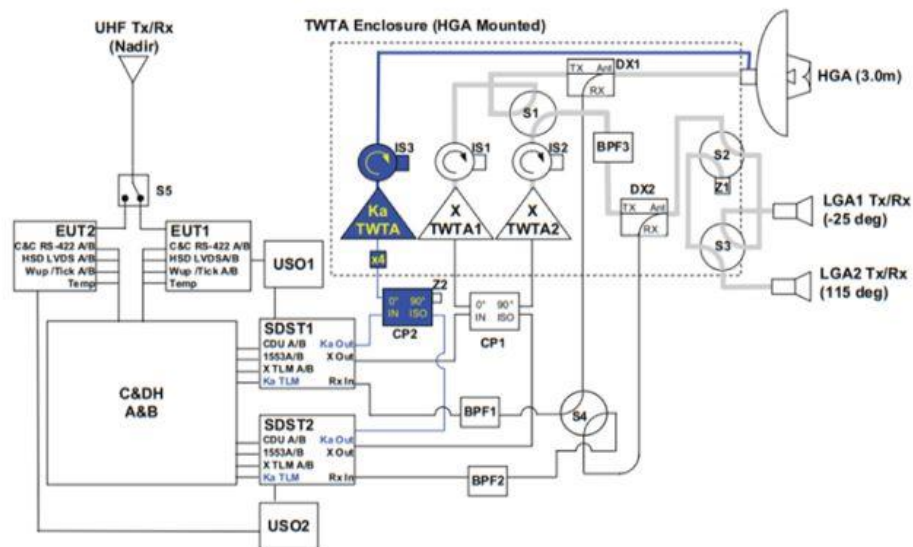 TWTA Enclosure (HGA Mounted)
UHF Tx/Rx
(Nadir)
TX Ant
RX
DX1
HGA (3.0m)
S1
S2
Z1
IS3
IS1
IS2
BPF3
DX2
TX Ant
RX
Ka
TWTA
X
TWTA1
X
TWTA2
S3
LGA1 Tx/Rx
(-25 deg)
LGA2 Tx/Rx
(115 deg)
S5
EUT2
C&C RS-422 A/B
HSD LVDS A/B
Wup /Tick A/B
Temp
EUT1
C&C RS-422 A/B
HSD LVDSA/B
Wup /Tick A/B
Temp
USO1
x4
Z2
0° 90°
IN ISO
CP2
0° 90°
IN ISO
CP1
SDST1
CDU A/B Ka Out
1553A/B X Out
X TLM A/B
Ka TLM Rx In
C&DH
A&B
BPF1
S4
SDST2
CDU A/B Ka Out
1553A/B X Out
X TLM A/B
Ka TLM Rx In
BPF2
USO2